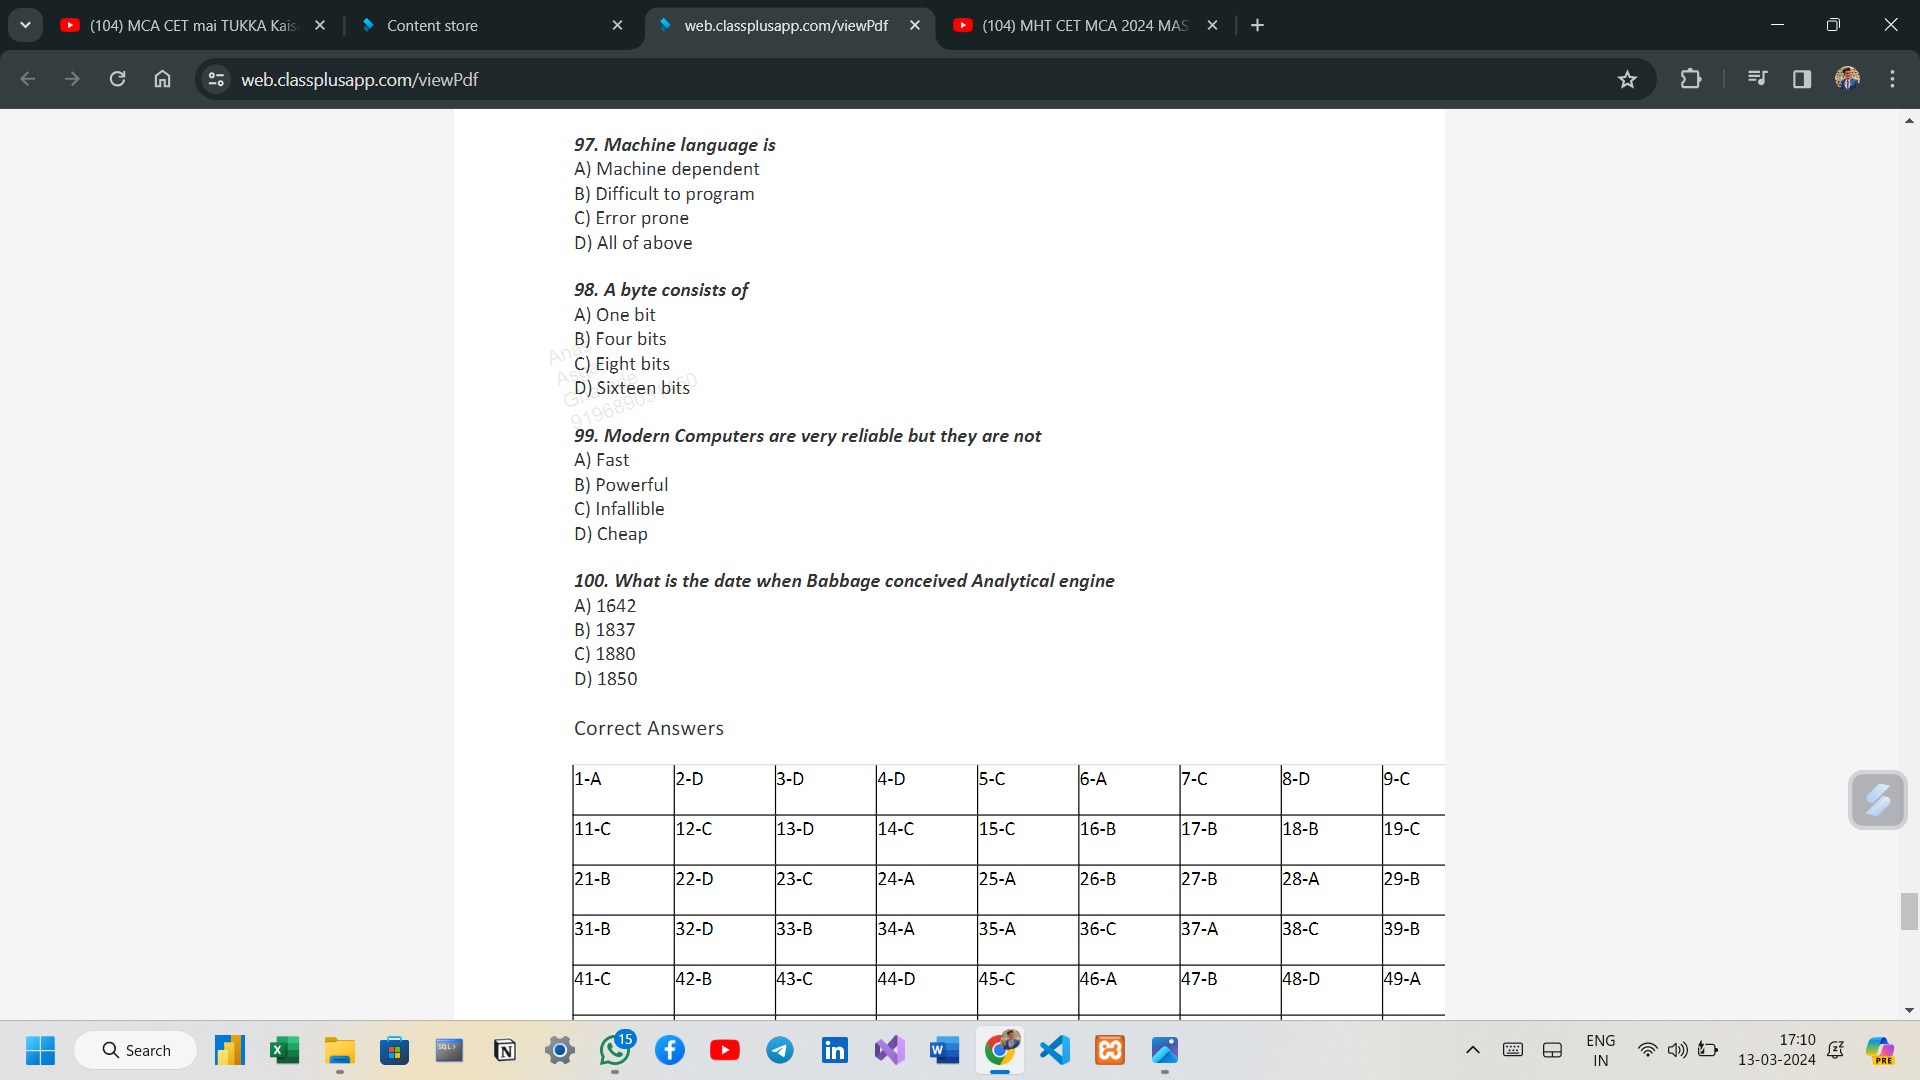 (104) MCA CET mai TUKKA Kais
Content store
web.classplusapp.com/viewPdf
(104) MHT CET MCA 2024 MAS
web.classplusapp.com/viewPdf
97. Machine language is
A) Machine dependent
B) Difficult to program
C) Error prone
D) All of above
98. A byte consists of
A) One bit
B) Four bits
C) Eight bits
D) Sixteen bits
99. Modern Computers are very reliable but they are not
A) Fast
B) Powerful
C) Infallible
D) Cheap
100. What is the date when Babbage conceived Analytical engine
A) 1642
B) 1837
C) 1880
D) 1850
Correct Answers
1-A 2-D 3-D 4-D 5-C 6-A 7-C 8-D 9-C
11-C 12-C 13-D 14-C 15-C 16-B 17-B 18-B 19-C
21-B 22-D 23-C 24-A 25-A 26-B 27-B 28-A 29-B
31-B 32-D 33-B 34-A 35-A 36-C 37-A 38-C 39-B
41-C 42-B 43-C 44-D 45-C 46-A 47-B 48-D 49-A
Search
SQL>
15
ENG
IN
17:10
13-03-2024
PRE